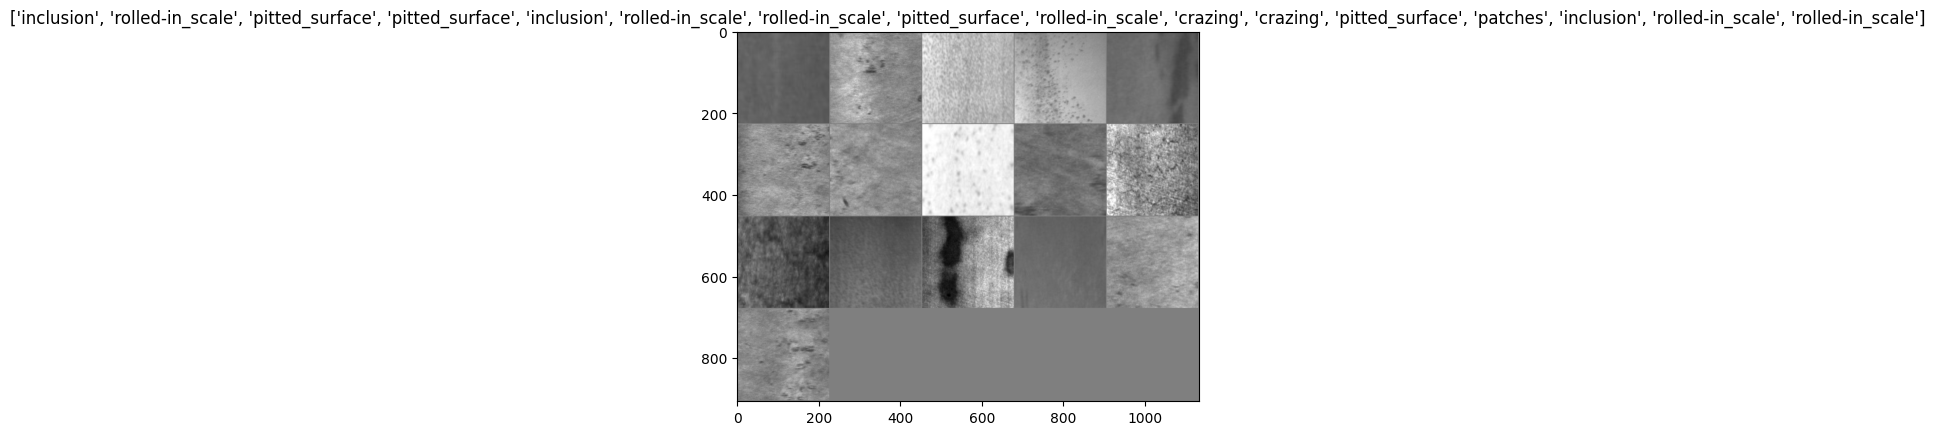 ['inclusion', 'rolled-in_scale', 'pitted_surface', 'pitted_surface', 'inclusion', 'rolled-in_scale', 'rolled-in_scale', 'pitted_surface', 'rolled-in_scale', 'crazing', 'crazing', 'pitted_surface', 'patches', 'inclusion', 'rolled-in_scale', 'rolled-in_scale']
0
200
400
600
800
0 200 400 600 800 1000